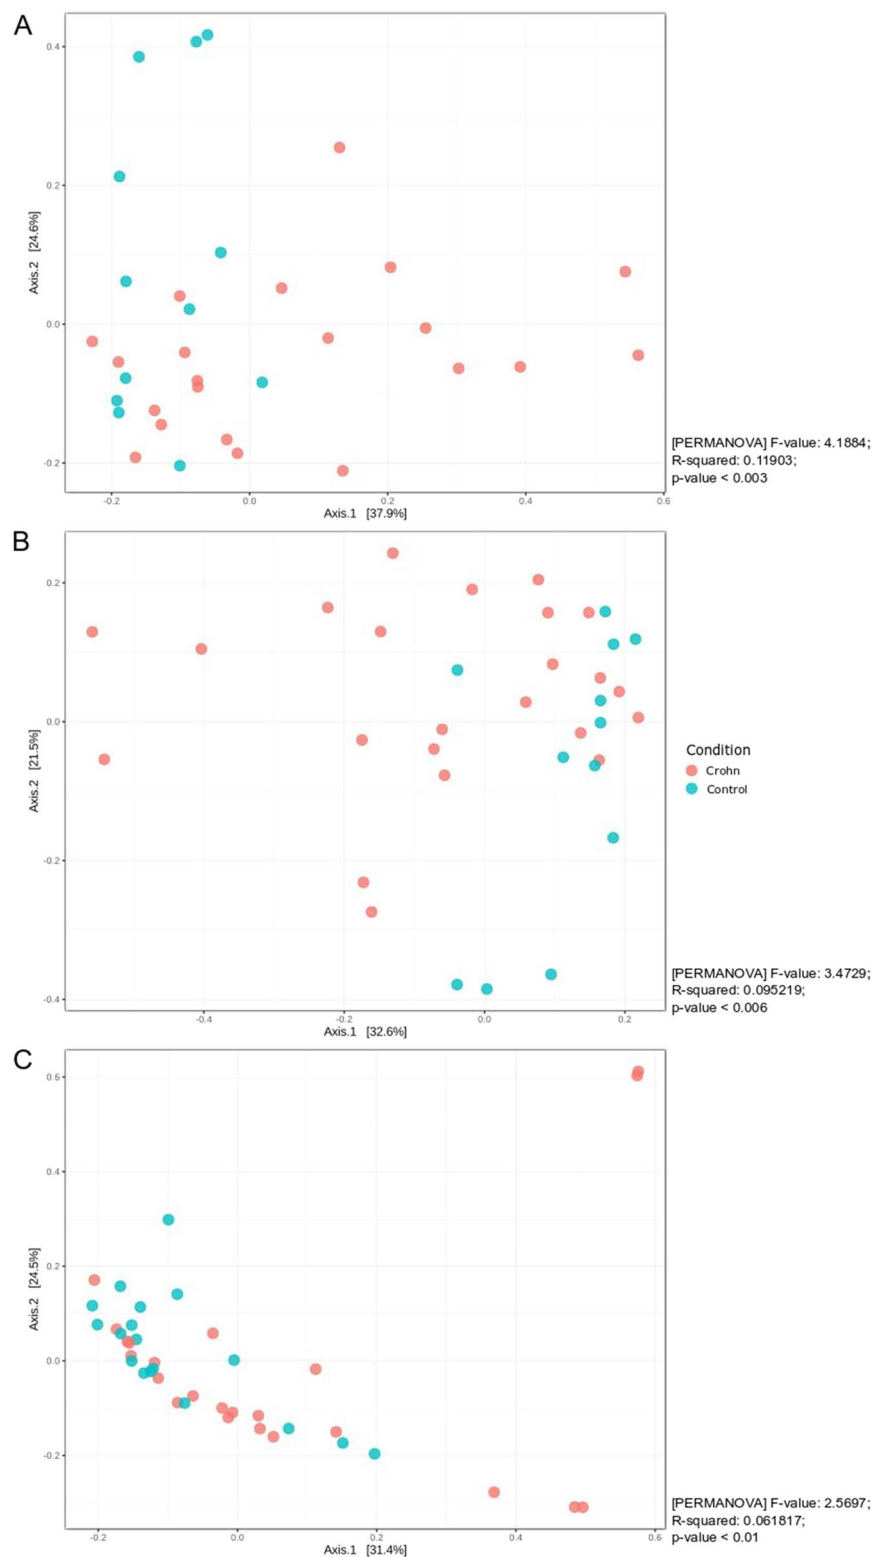 A
0.4
0.2
0.0
-0.2
Axis.2 [24.6%]
-0.2 0.0 0.2 0.4 0.6
Axis.1 [37.9%]
[PERMANOVA] F-value: 4.1884;
R-squared: 0.11903;
p-value < 0.003
B
0.2
0.0
-0.2
-0.4
Axis.2 [21.5%]
-0.4 -0.2 0.0 0.2
Axis.1 [32.6%]
Condition
Crohn
Control
[PERMANOVA] F-value: 3.4729;
R-squared: 0.095219;
p-value < 0.006
C
0.6
0.4
0.2
0.0
-0.2
Axis.2 [24.5%]
-0.2 0.0 0.2 0.4 0.6
Axis.1 [31.4%]
[PERMANOVA] F-value: 2.5697;
R-squared: 0.061817;
p-value < 0.01